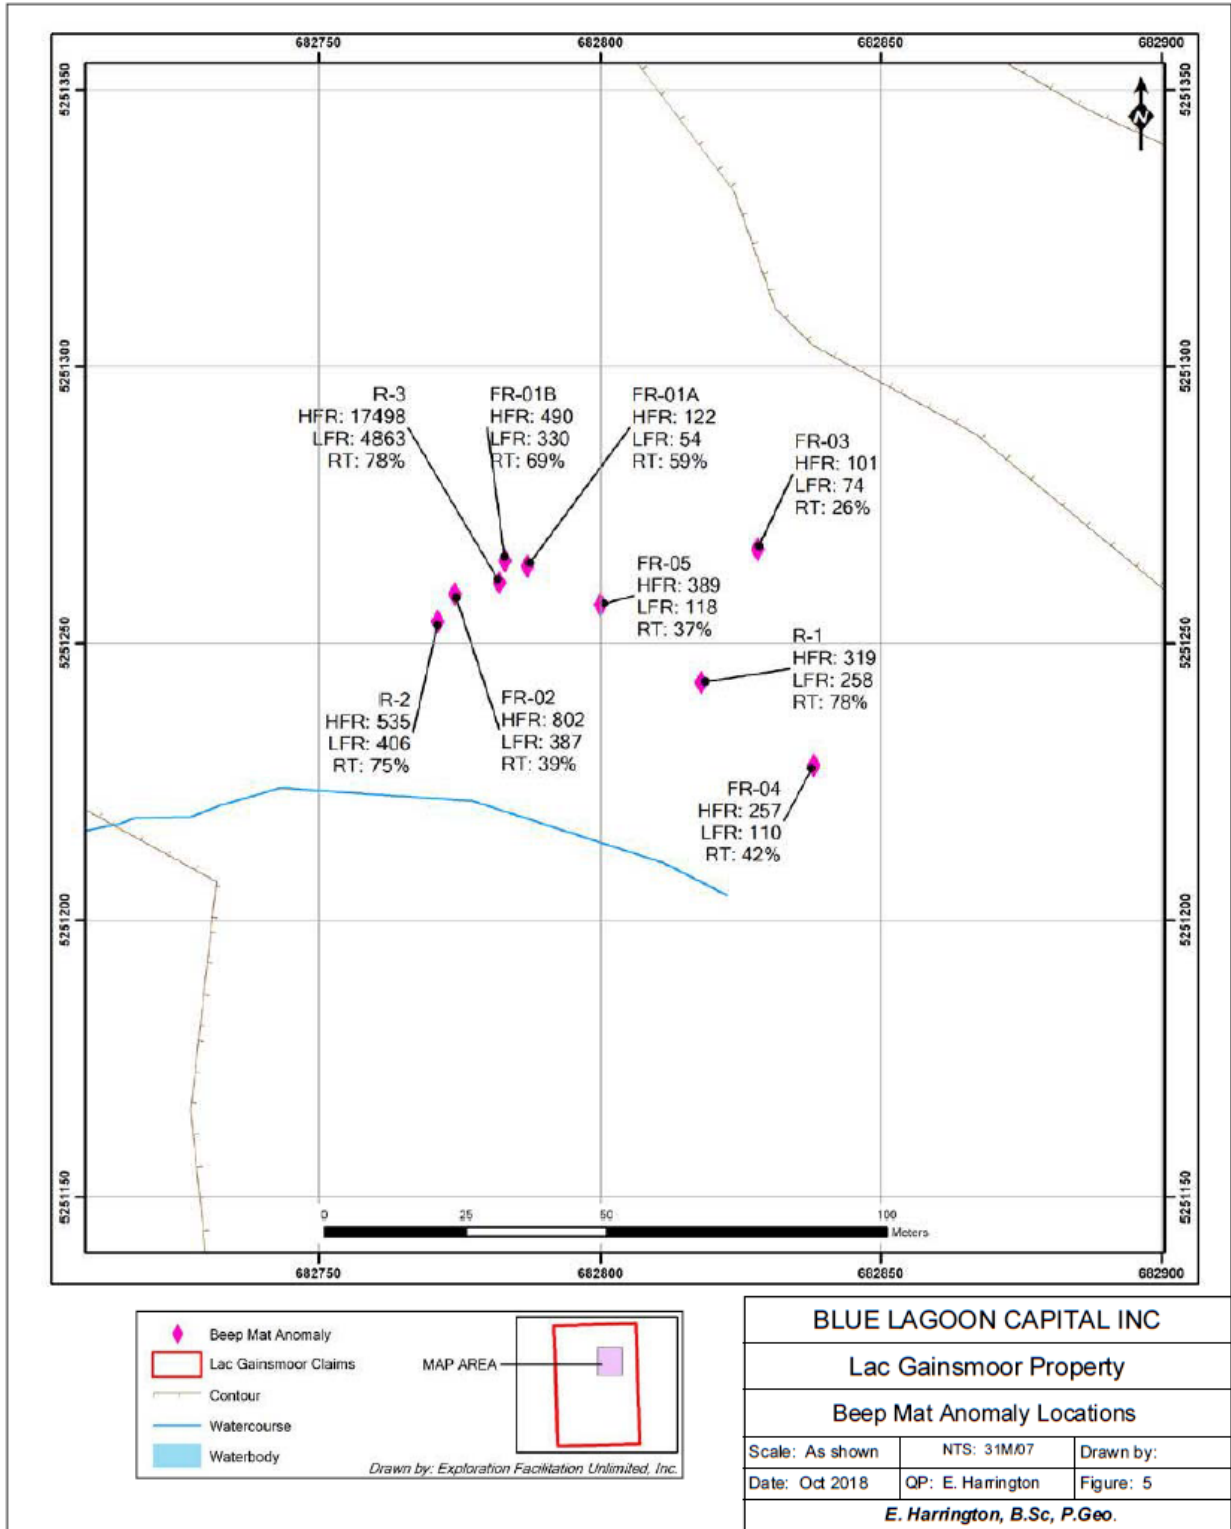 682750
682800
682850
682900
5251350
5251350
N
5251300
5251300
R-3
HFR: 17498
LFR: 4863
RT: 78%
FR-01B
HFR: 490
LFR: 330
RT: 69%
FR-01A
HFR: 122
LFR: 54
RT: 59%
FR-03
HFR: 101
LFR: 74
RT: 26%
FR-05
HFR: 389
LFR: 118
RT: 37%
5251250
5251250
R-1
HFR: 319
LFR: 258
RT: 78%
R-2
HFR: 535
LFR: 406
RT: 75%
FR-02
HFR: 802
LFR: 387
RT: 39%
FR-04
HFR: 257
LFR: 110
RT: 42%
5251200
5251200
5251150
5251150
0 25 50 100
Meters
682750
682800
682850
682900
Beep Mat Anomaly
Lac Gainsmoor Claims
Contour
Watercourse
Waterbody
MAP AREA
Drawn by: Exploration Facilitation Unlimited, Inc.
BLUE LAGOON CAPITAL INC
Lac Gainsmoor Property
Beep Mat Anomaly Locations
Scale: As shown
NTS: 31M/07
Drawn by:
Date: Oct 2018
QP: E. Harrington
Figure: 5
E. Harrington, B.Sc, P.Geo.